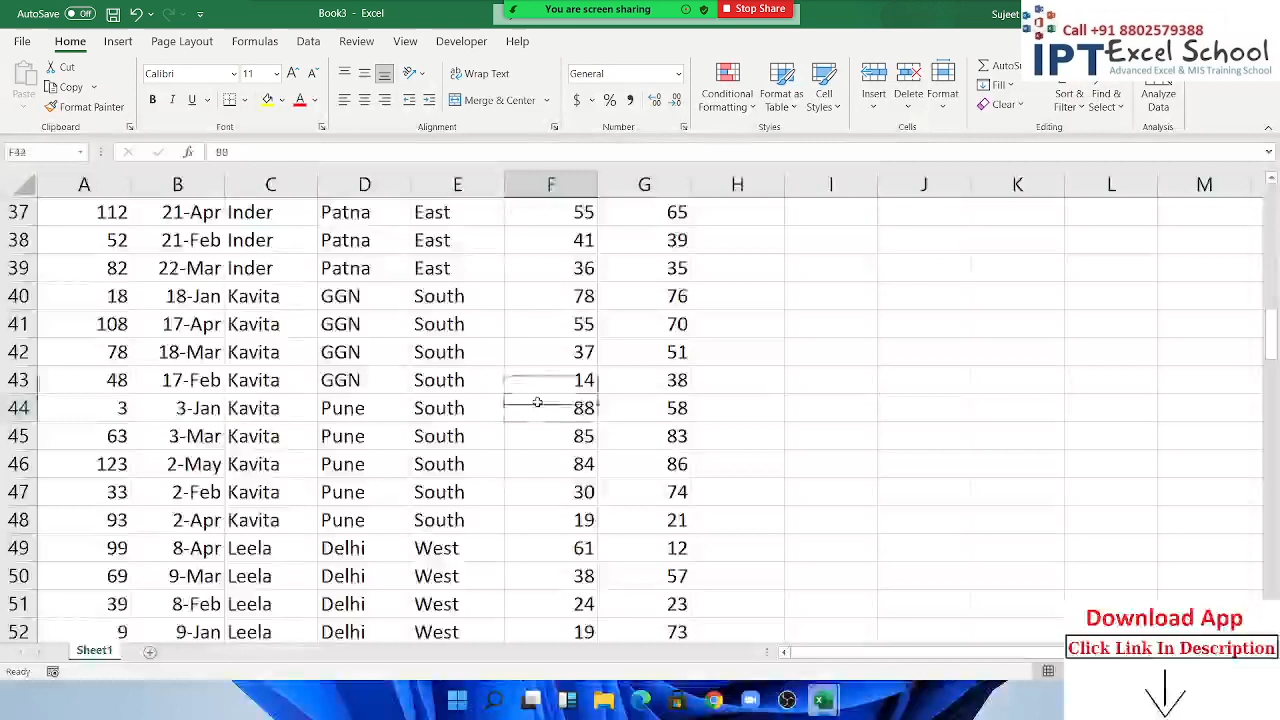 AutoSave Off
Book3 - Excel
You are screen sharing
Stop Share
Sujeet
Call +91 8802579388
IPT Excel School
Advanced Excel & MIS Training School
File Home Insert Page Layout Formulas Data Review View Developer Help
Paste
Cut
Copy
Format Painter
Clipboard
Calibri 11
B I U
Font
Wrap Text
Merge & Center
Alignment
General
$ % ,
Number
Conditional Formatting
Format as Table
Cell Styles
Styles
Insert Delete Format
Cells
AutoS
Clear
Sort & Filter
Find & Select
Editing
Analyze Data
Analysis
fx
A B C D E F G H I J K L M
37 112 21-Apr Inder Patna East 55 65
38 52 21-Feb Inder Patna East 41 39
39 82 22-Mar Inder Patna East 36 35
40 18 18-Jan Kavita GGN South 78 76
41 108 17-Apr Kavita GGN South 55 70
42 78 18-Mar Kavita GGN South 37 51
43 48 17-Feb Kavita GGN South 14 38
44 3 3-Jan Kavita Pune South 88 58
45 63 3-Mar Kavita Pune South 85 83
46 123 2-May Kavita Pune South 84 86
47 33 2-Feb Kavita Pune South 30 74
48 93 2-Apr Kavita Pune South 19 21
49 99 8-Apr Leela Delhi West 61 12
50 69 9-Mar Leela Delhi West 38 57
51 39 8-Feb Leela Delhi West 24 23
52 9 9-Jan Leela Delhi West 19 73
Sheet1
Ready
Download App
Click Link In Description